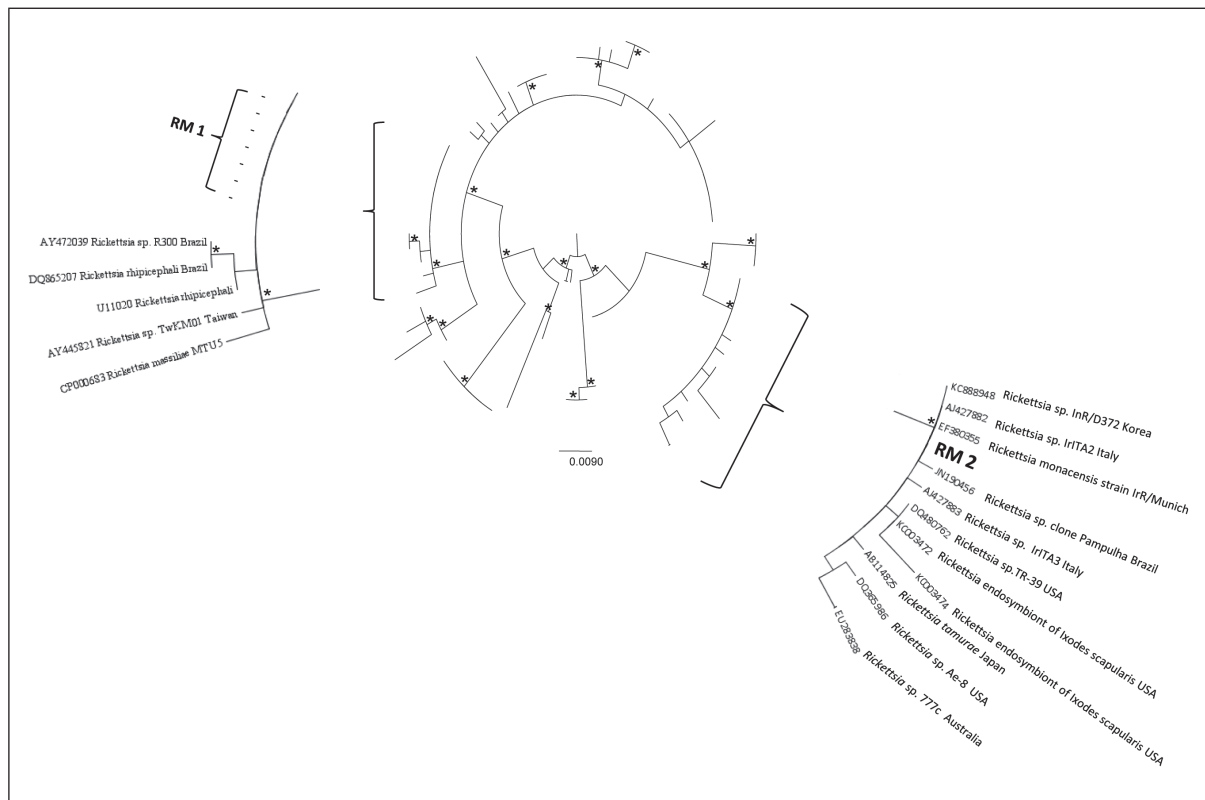 RM 1
AY472039 Rickettsia sp. R300 Brazil
DQ865207 Rickettsia rhipicephali Brazil
U11020 Rickettsia rhipicephali
AY445821 Rickettsia sp. TwKM01 Taiwan
CP000683 Rickettsia massiliae MTU5
* * * * * * * * * * * * * * * * * *
0.0090
KC888948 Rickettsia sp. InR/D372 Korea
AJ427882 Rickettsia sp. IrITA2 Italy
EF380355 Rickettsia monacensis strain IrR/Munich
RM 2
JN190456 Rickettsia sp. clone Pampulha Brazil
AJ427883 Rickettsia sp. IrITA3 Italy
DQ480762 Rickettsia sp.TR-39 USA
KC003472 Rickettsia endosymbiont of Ixodes scapularis USA
KC003474 Rickettsia endosymbiont of Ixodes scapularis USA
AB114825 Rickettsia tamurae Japan
DQ365986 Rickettsia sp. Ae-8 USA
EU283838 Rickettsia sp. 777c Australia